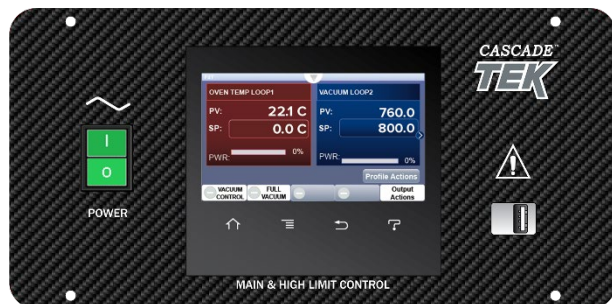 CASCADE™
TEK
OVEN TEMP LOOP1
PV: 22.1 C
SP: 0.0 C
PWR: 0%
VACUUM LOOP2
PV: 760.0
SP: 800.0
PWR: 0%
Profile Actions
VACUUM CONTROL
FULL VACUUM
Output Actions
I
O
POWER
MAIN & HIGH LIMIT CONTROL